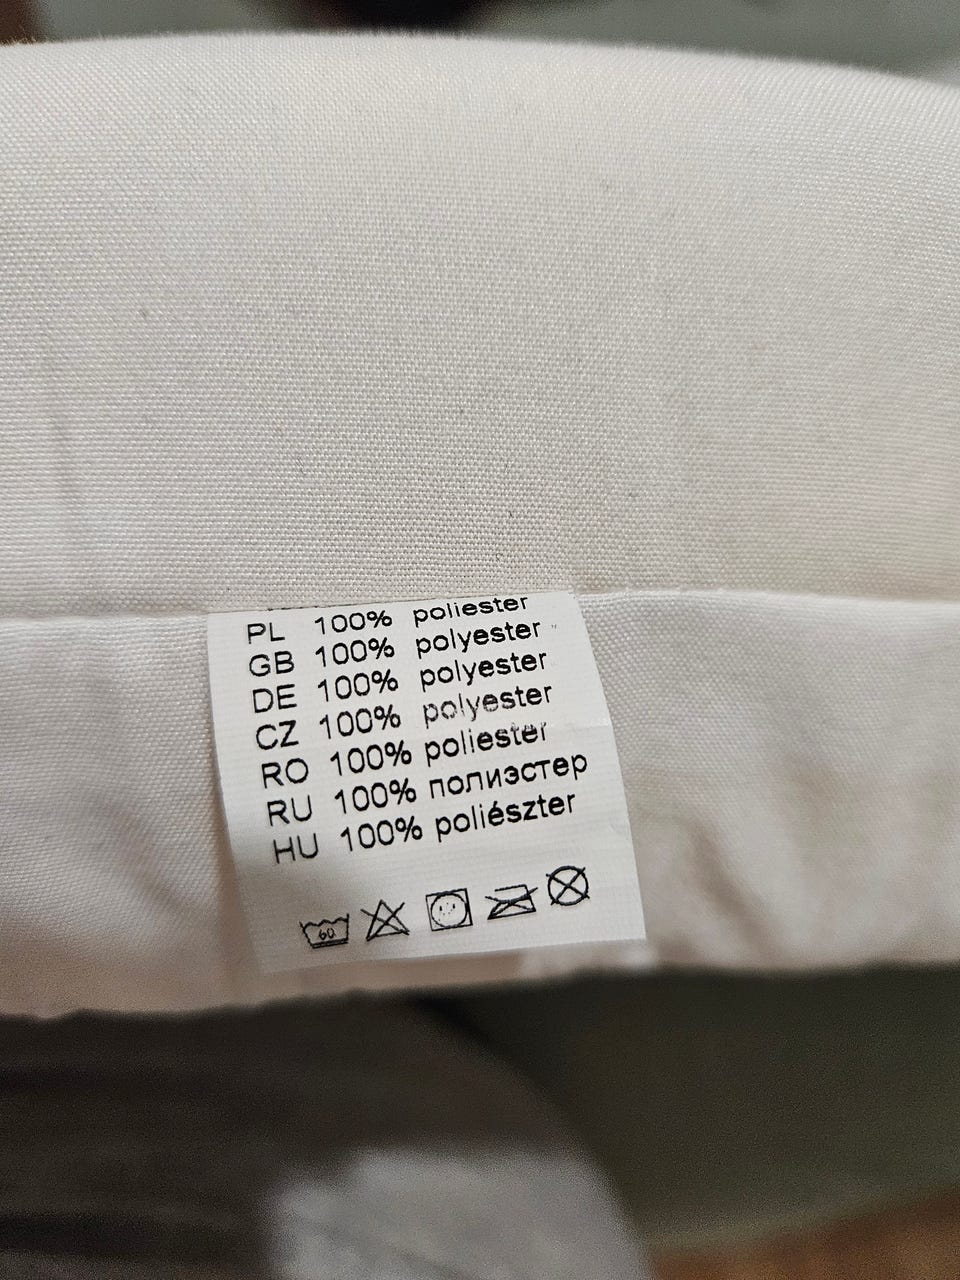 PL 100% poliester
GB 100% polyester
DE 100% polyester
CZ 100% polyester
RO 100% poliester
RU 100% полиэстер
HU 100% poliészter
60